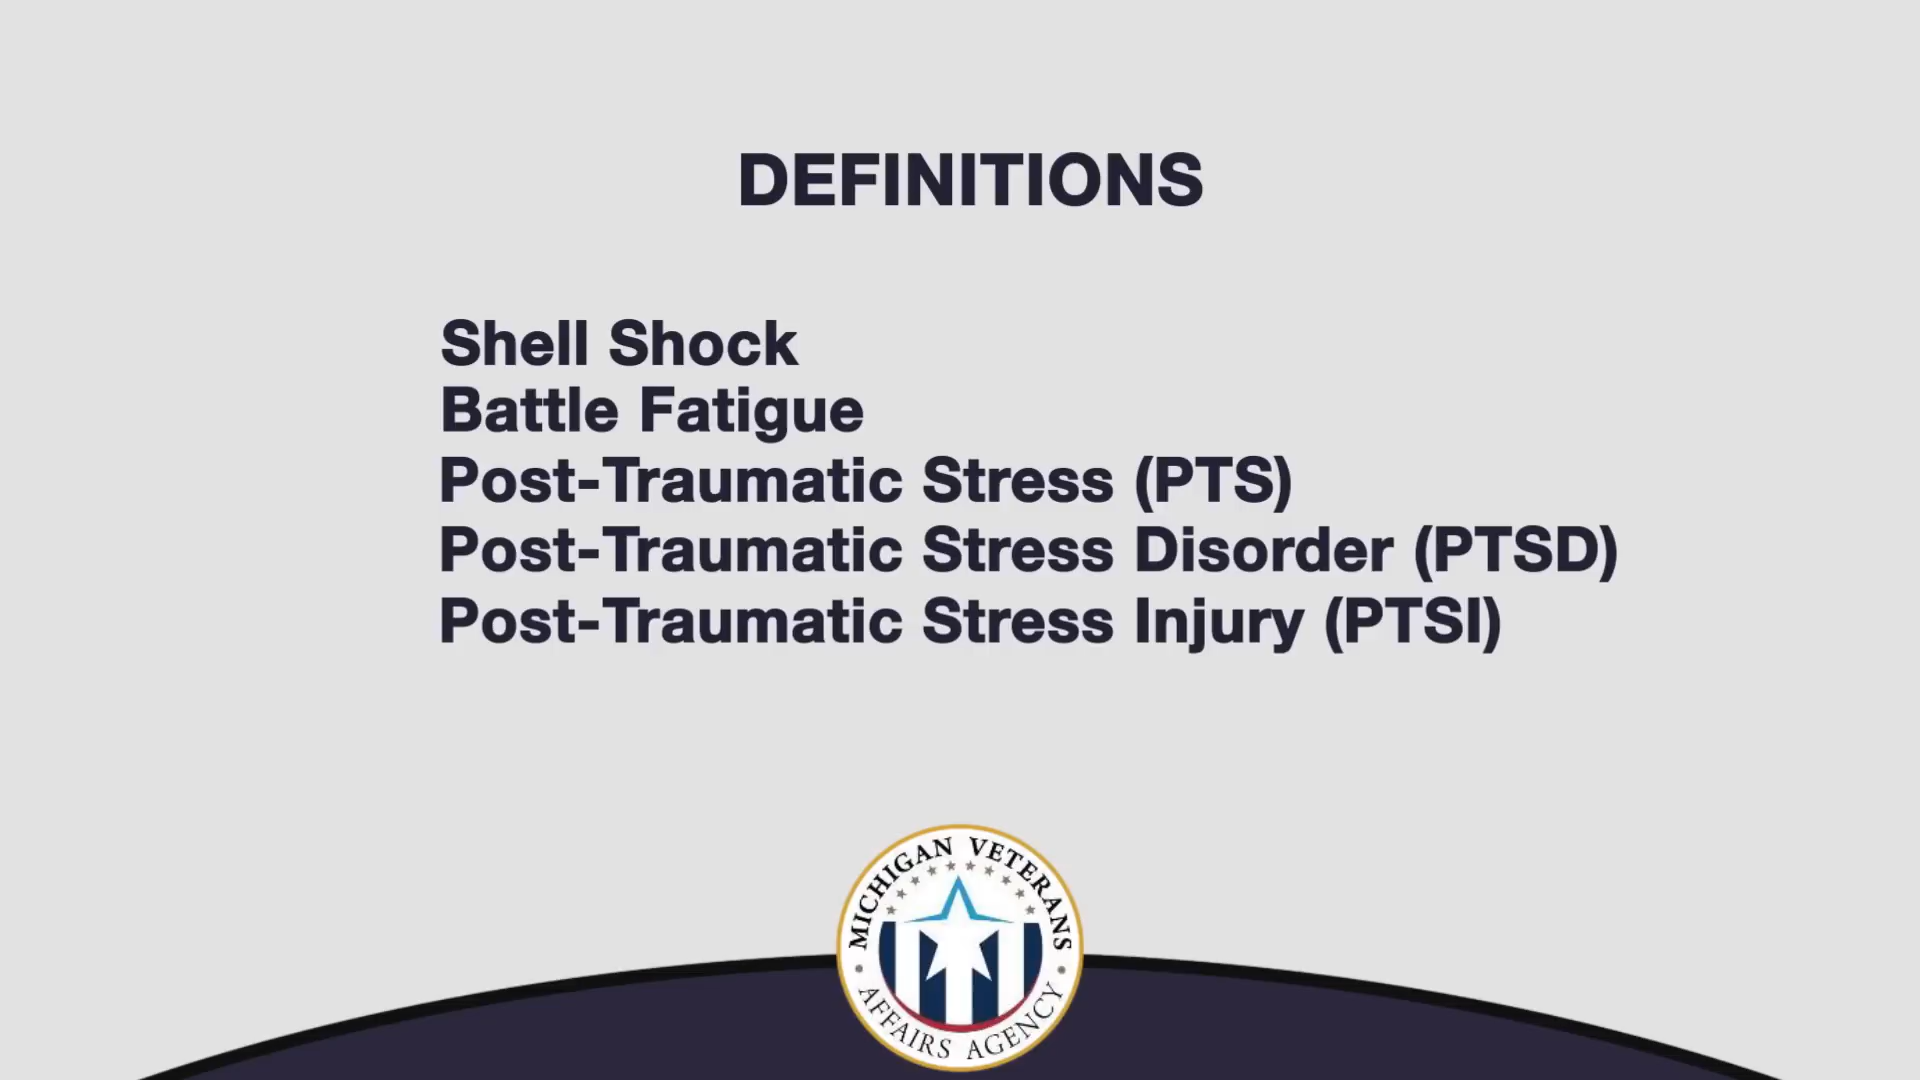 DEFINITIONS
Shell Shock
Battle Fatigue
Post-Traumatic Stress (PTS)
Post-Traumatic Stress Disorder (PTSD)
Post-Traumatic Stress Injury (PTSI)
MICHIGAN VETERANS
AFFAIRS AGENCY